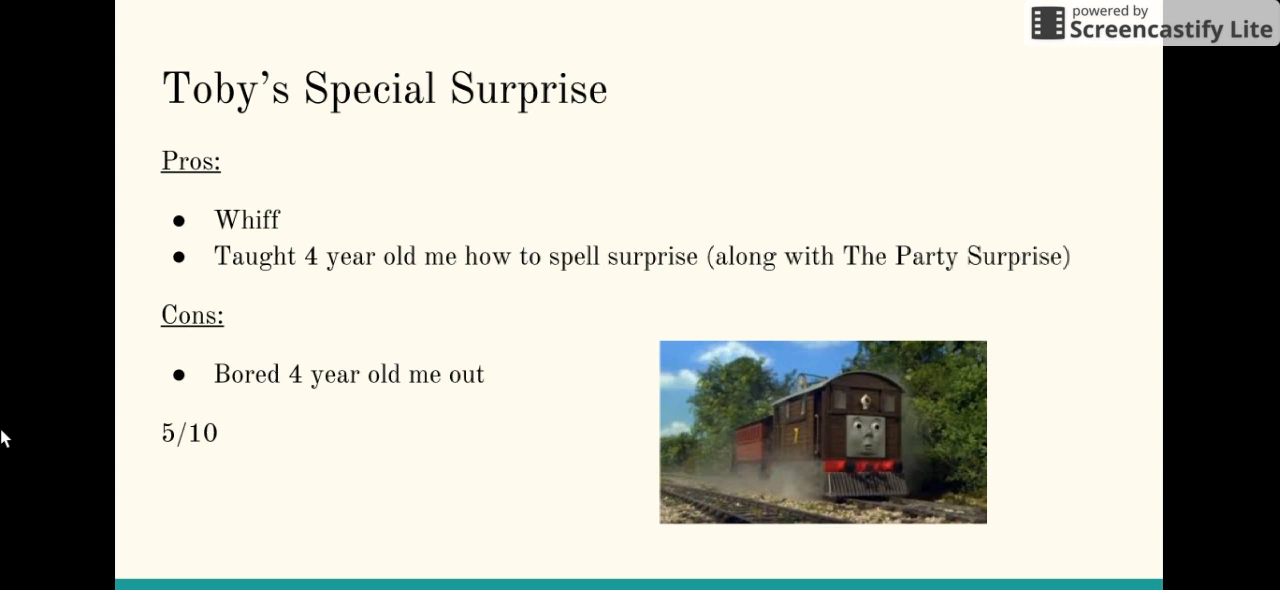 powered by
Screencastify Lite
Toby's Special Surprise
Pros:
● Whiff
● Taught 4 year old me how to spell surprise (along with The Party Surprise)
Cons:
● Bored 4 year old me out
5/10
7